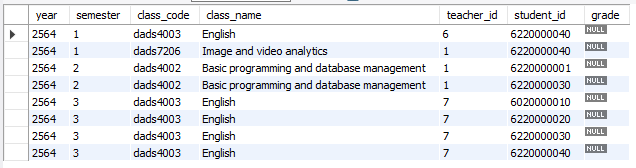 year semester class_code class_name teacher_id student_id grade
2564 1 dads4003 English 6 6220000040 NULL
2564 1 dads7206 Image and video analytics 1 6220000040 NULL
2564 2 dads4002 Basic programming and database management 1 6220000001 NULL
2564 2 dads4002 Basic programming and database management 1 6220000030 NULL
2564 3 dads4003 English 7 6020000010 NULL
2564 3 dads4003 English 7 6220000020 NULL
2564 3 dads4003 English 7 6220000030 NULL
2564 3 dads4003 English 7 6220000040 NULL